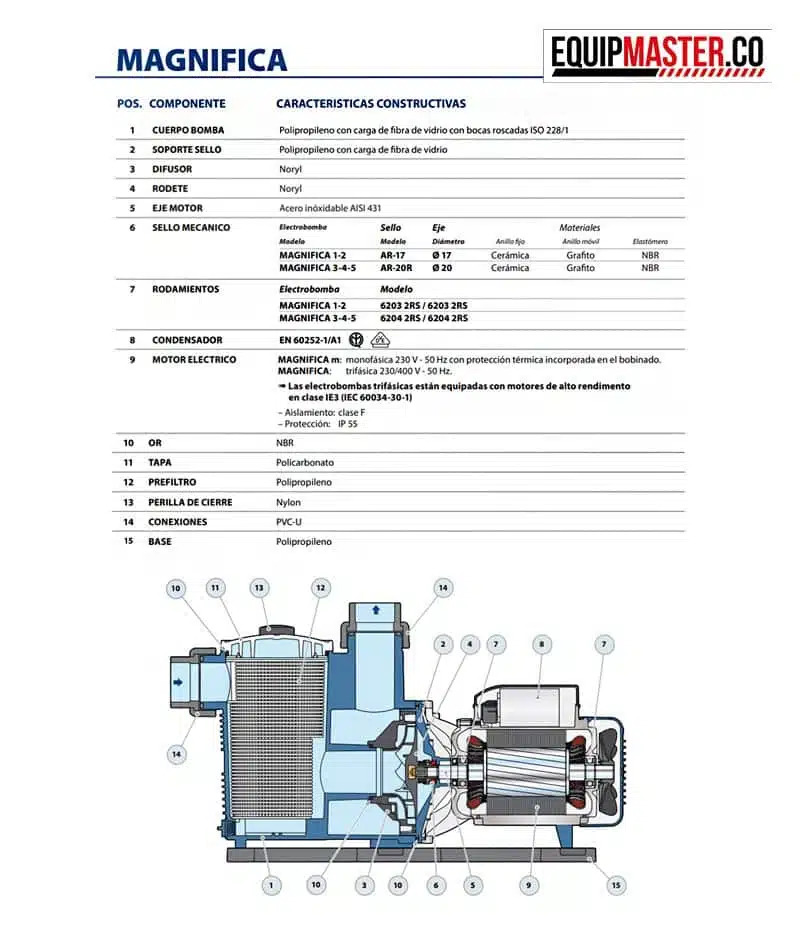 EQUIPMASTER.CO
MAGNIFICA
POS. COMPONENTE CARACTERISTICAS CONSTRUCTIVAS
1 CUERPO BOMBA Polipropileno con carga de fibra de vidrio con bocas roscadas ISO 228/1
2 SOPORTE SELLO Polipropileno con carga de fibra de vidrio
3 DIFUSOR Noryl
4 RODETE Noryl
5 EJE MOTOR Acero inóxidable AISI 431
6 SELLO MECANICO Electrobomba Sello Eje Materiales
Modelo Modelo Diámetro Anillo fijo Anillo móvil Elastómero
MAGNIFICA 1-2 AR-17 Ø 17 Cerámica Grafito NBR
MAGNIFICA 3-4-5 AR-20R Ø 20 Cerámica Grafito NBR
7 RODAMIENTOS Electrobomba Modelo
MAGNIFICA 1-2 6203 2RS / 6203 2RS
MAGNIFICA 3-4-5 6204 2RS / 6204 2RS
8 CONDENSADOR EN 60252-1/A1
9 MOTOR ELECTRICO MAGNIFICA m: monofásica 230 V - 50 Hz con protección térmica incorporada en el bobinado.
MAGNIFICA: trifásica 230/400 V - 50 Hz.
➠ Las electrobombas trifásicas están equipadas con motores de alto rendimento
en clase IE3 (IEC 60034-30-1)
– Aislamiento: clase F
– Protección: IP 55
10 OR NBR
11 TAPA Policarbonato
12 PREFILTRO Polipropileno
13 PERILLA DE CIERRE Nylon
14 CONEXIONES PVC-U
15 BASE Polipropileno
10 11 13 12 14
2 4 7 8 7
14
1 10 3 10 6 5 9 15